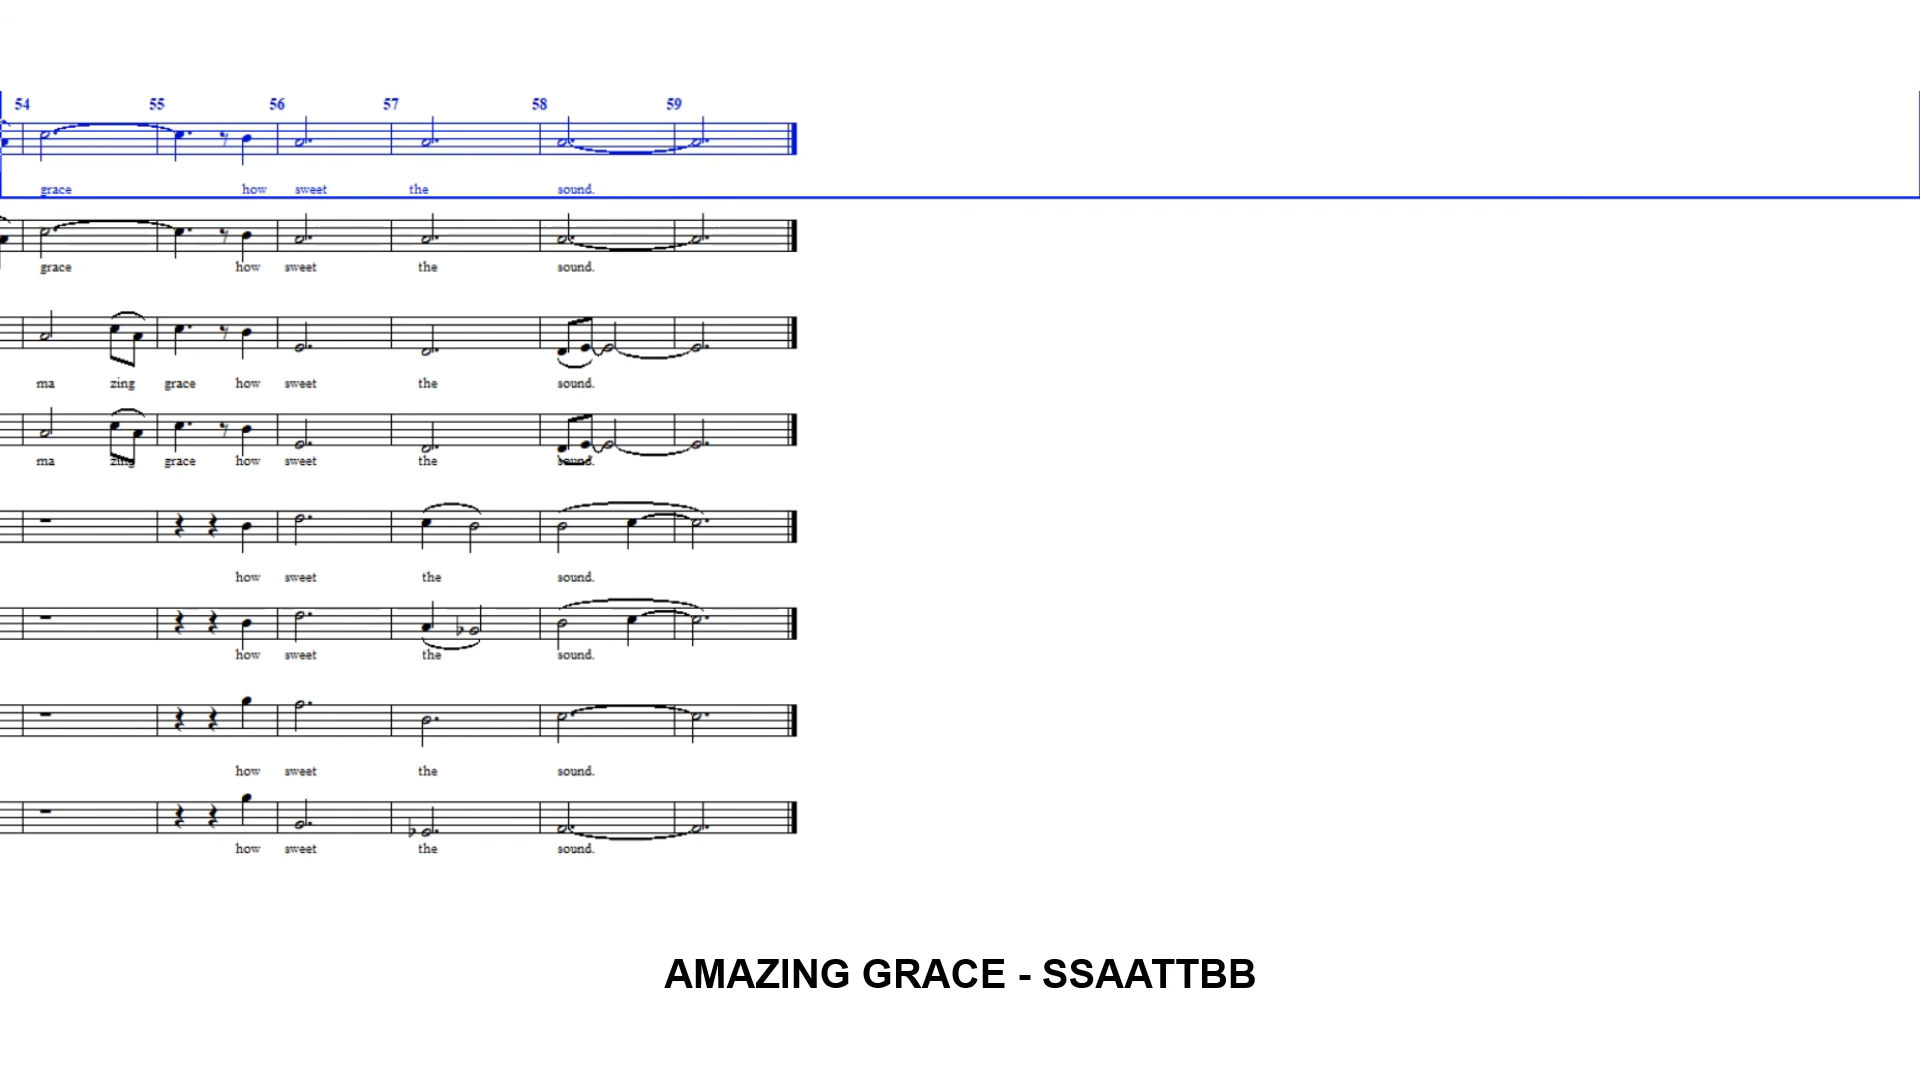 54 55 56 57 58 59
grace how sweet the sound.
grace how sweet the sound.
ma zing grace how sweet the sound.
ma zing grace how sweet the sound.
how sweet the sound.
how sweet the sound.
how sweet the sound.
how sweet the sound.
AMAZING GRACE - SSAATTBB